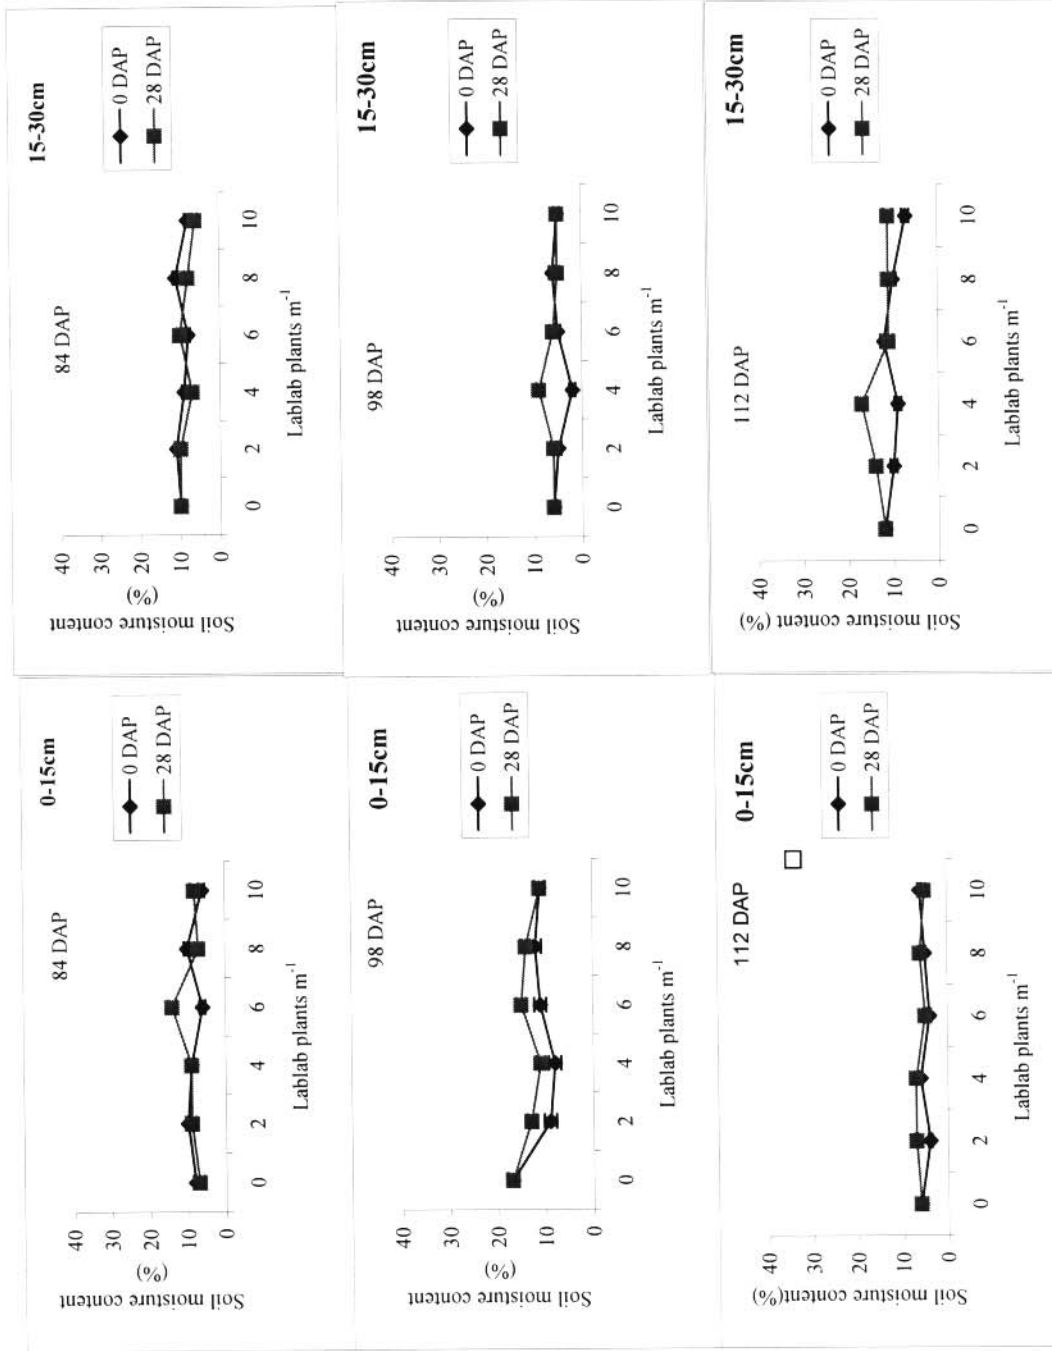 0-15cm
84 DAP
Soil moisture content
(%)
40
30
20
10
0
0 2 4 6 8 10
Lablab plants m⁻¹
0 DAP
28 DAP
15-30cm
84 DAP
Soil moisture content
(%)
40
30
20
10
0
0 2 4 6 8 10
Lablab plants m⁻¹
0 DAP
28 DAP
0-15cm
98 DAP
Soil moisture content
(%)
40
30
20
10
0
0 2 4 6 8 10
Lablab plants m⁻¹
0 DAP
28 DAP
15-30cm
98 DAP
Soil moisture content
(%)
40
30
20
10
0
0 2 4 6 8 10
Lablab plants m⁻¹
0 DAP
28 DAP
0-15cm
112 DAP
Soil moisture content(%)
40
30
20
10
0
0 2 4 6 8 10
Lablab plants m⁻¹
0 DAP
28 DAP
15-30cm
112 DAP
Soil moisture content (%)
40
30
20
10
0
0 2 4 6 8 10
Lablab plants m⁻¹
0 DAP
28 DAP